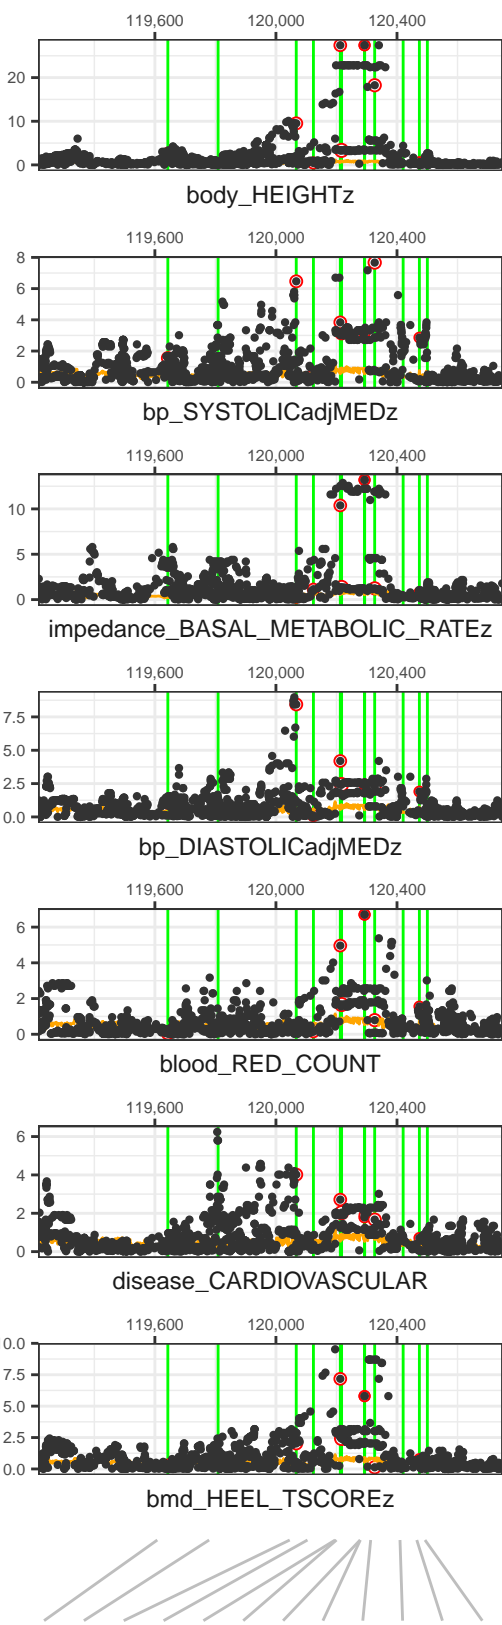 119,600 120,000 120,400
20
10
0
body_HEIGHTz
119,600 120,000 120,400
8
6
4
2
0
bp_SYSTOLICadjMEDz
119,600 120,000 120,400
10
5
0
impedance_BASAL_METABOLIC_RATEz
119,600 120,000 120,400
7.5
5.0
2.5
0.0
bp_DIASTOLICadjMEDz
119,600 120,000 120,400
6
4
2
0
blood_RED_COUNT
119,600 120,000 120,400
6
4
2
0
disease_CARDIOVASCULAR
119,600 120,000 120,400
0.0
7.5
5.0
2.5
0.0
bmd_HEEL_TSCOREz